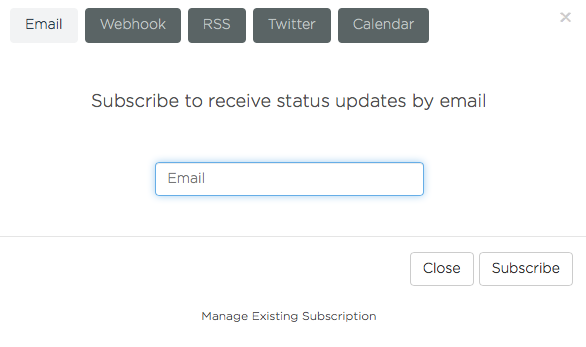 Email Webhook RSS Twitter Calendar ×
Subscribe to receive status updates by email
Email
Close Subscribe
Manage Existing Subscription